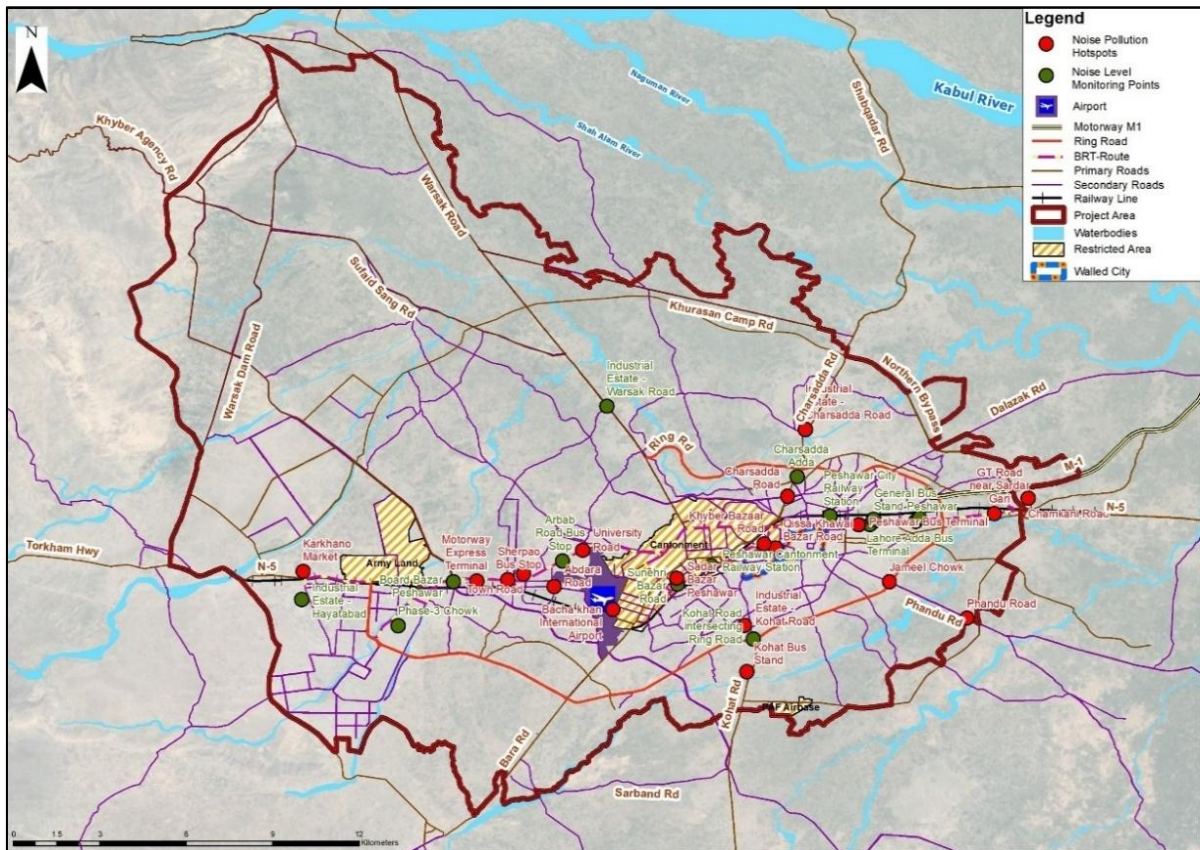 N
Legend
Noise Pollution
Hotspots
Noise Level
Monitoring Points
Airport
Motorway M1
Ring Road
BRT-Route
Primary Roads
Secondary Roads
Railway Line
Project Area
Waterbodies
Restricted Area
Walled City
Kabul River
Naguman River
Shah Alam River
Shabqadar Rd
Khyber Agency Rd
Warsak Road
Sufaid Sang Rd
Khurasan Camp Rd
Warsak Dam Road
Charsadda Rd
Northern Bypass
Dalazak Rd
Industrial
Estate -
Warsak Road
Industrial
Estate -
Charsadda Road
Ring Rd
Charsadda
Adda
Charsadda
Road
Peshawar City
Railway
Station
General Bus
Stand Peshawar
GT Road
near Sardar
Gari
M-1
N-5
Chamkani Road
Khyber Bazaar
Road
Qissa Khawani
Bazar Road
Peshawar Bus Terminal
Lahore Adda Bus
Terminal
Arbab
Road Bus
Stop
University
Road
Cantonment
Peshawar Cantonment
Railway Station
Torkham Hwy
N-5
Karkhano
Market
Army Land
Motorway
Express
Terminal
Sherpao
Bus Stop
Abdara
Road
Sunehri
Bazar
Road
Sadar
Bazar
Peshawar
Jameel Chowk
Industrial
Estate -
Hayatabad
Board Bazar
Peshawar
Town Road
Phase-3 Chowk
Bacha khan
International
Airport
Industrial
Estate -
Kohat Road
Kohat Road
intersecting
Ring Road
Kohat Bus
Stand
Phandu Rd
Phandu Road
Kohat Rd
PAF Airbase
Bara Rd
Sarband Rd
0 1.5 3 6 9 12
Kilometers